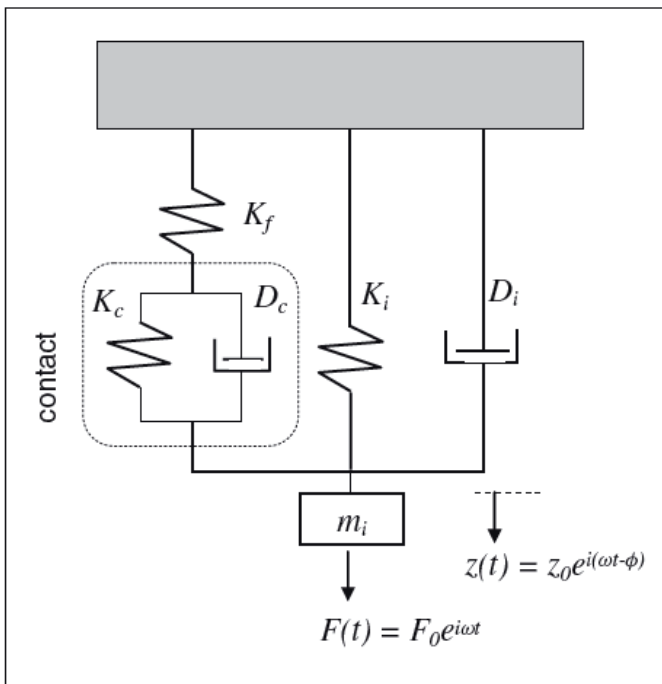 K_f
K_c
D_c
K_i
D_i
contact
m_i
z(t) = z_0e^{i(ωt-ϕ)}
F(t) = F_0e^{iωt}